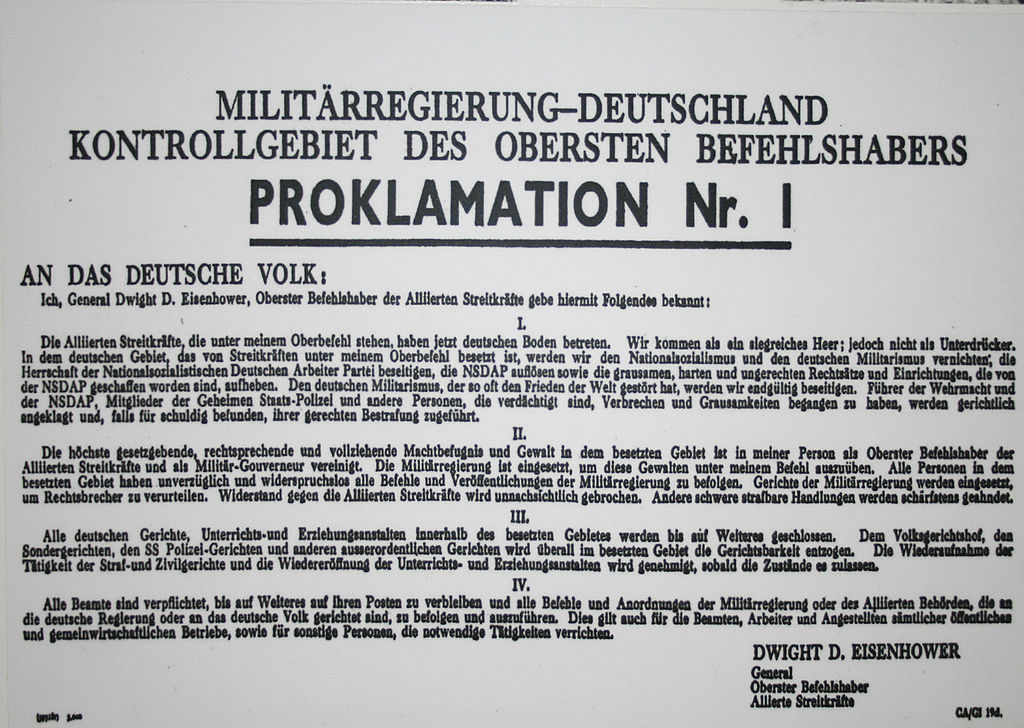 MILITÄRREGIERUNG–DEUTSCHLAND
KONTROLLGEBIET DES OBERSTEN BEFEHLSHABERS
PROKLAMATION Nr. I
AN DAS DEUTSCHE VOLK:
Ich, General Dwight D. Eisenhower, Oberster Befehlshaber der Alliierten Streitkräfte gebe hiermit Folgendes bekannt:
I.
Die Alliierten Streitkräfte, die unter meinem Oberbefehl stehen, haben jetzt deutschen Boden betreten. Wir kommen als ein siegreiches Heer; jedoch nicht als Unterdrücker.
In dem deutschen Gebiet, das von Streitkräften unter meinem Oberbefehl besetzt ist, werden wir den Nationalsozialismus und den deutschen Militarismus vernichten, die
Herrschaft der Nationalsozialistischen Deutschen Arbeiter Partei beseitigen, die NSDAP auflösen sowie die grausamen, harten und ungerechten Rechtsätze und Einrichtungen, die von
der NSDAP geschaffen worden sind, aufheben. Den deutschen Militarismus, der so oft den Frieden der Welt gestört hat, werden wir endgültig beseitigen. Führer der Wehrmacht und
der NSDAP, Mitglieder der Geheimen Staats-Polizei und andere Personen, die verdächtigt sind, Verbrechen und Grausamkeiten begangen zu haben, werden gerichtlich
angeklagt und, falls für schuldig befunden, ihrer gerechten Bestrafung zugeführt.
II.
Die höchste gesetzgebende, rechtsprechende und vollziehende Machtbefugnis und Gewalt in dem besetzten Gebiet ist in meiner Person als Oberster Befehlshaber der
Alliierten Streitkräfte und als Militär-Gouverneur vereinigt. Die Militärregierung ist eingesetzt, um diese Gewalten unter meinem Befehl auszuüben. Alle Personen in dem
besetzten Gebiet haben unverzüglich und widerspruchslos alle Befehle und Veröffentlichungen der Militärregierung zu befolgen. Gerichte der Militärregierung werden eingesetzt,
um Rechtsbrecher zu verurteilen. Widerstand gegen die Alliierten Streitkräfte wird unnachsichtlich gebrochen. Andere schwere strafbare Handlungen werden schärfstens geahndet.
III.
Alle deutschen Gerichte, Unterrichts-und Erziehungsanstalten innerhalb des besetzten Gebietes werden bis auf Weiteres geschlossen. Dem Volksgerichtshof, den
Sondergerichten, den SS Polizei-Gerichten und anderen ausserordentlichen Gerichten wird überall im besetzten Gebiet die Gerichtsbarkeit entzogen. Die Wiederaufnahme der
Tätigkeit der Straf-und Zivilgerichte und die Wiedereröffnung der Unterrichts- und Erziehungsanstalten wird genehmigt, sobald die Zustände es zulassen.
IV.
Alle Beamte sind verpflichtet, bis auf Weiteres auf ihren Posten zu verbleiben und alle Befehle und Anordnungen der Militärregierung oder des Alliierten Behörden, die an
die deutsche Regierung oder an das deutsche Volk gerichtet sind, zu befolgen und auszuführen. Dies gilt auch für die Beamten, Arbeiter und Angestellten sämtlicher öffentlichen
und gemeinwirtschaftlichen Betriebe, sowie für sonstige Personen, die notwendige Tätigkeiten verrichten.
DWIGHT D. EISENHOWER
General
Oberster Befehlshaber
Alliierte Streitkräfte
CA/GI 19d.